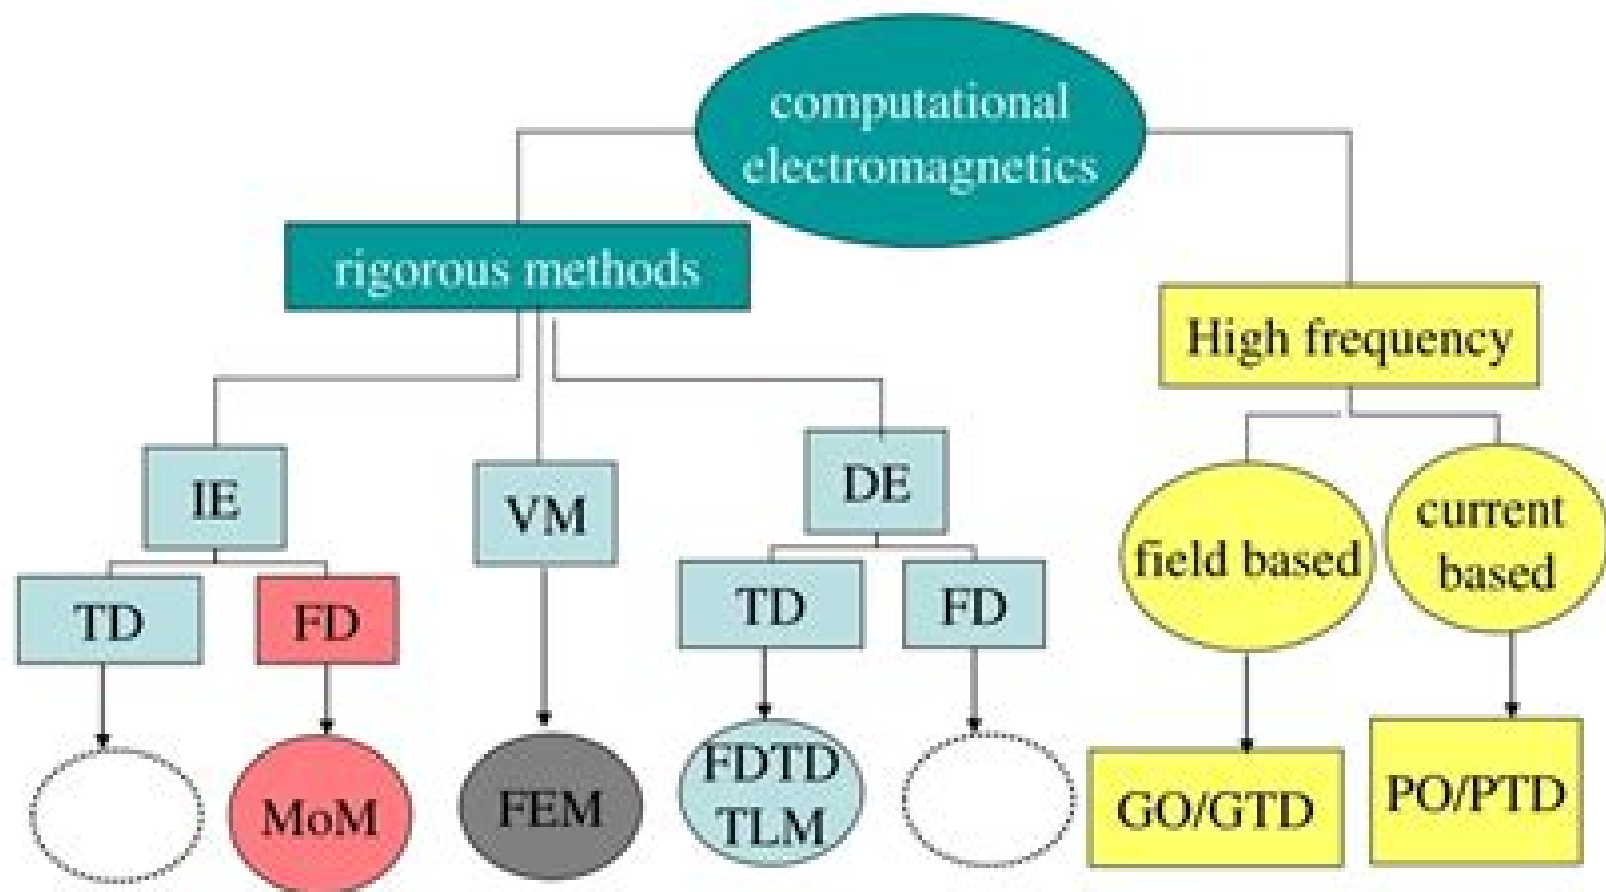 computational
electromagnetics
rigorous methods
High frequency
IE
VM
DE
field based
current
based
TD
FD
TD
FD
MoM
FEM
FDTD
TLM
GO/GTD
PO/PTD